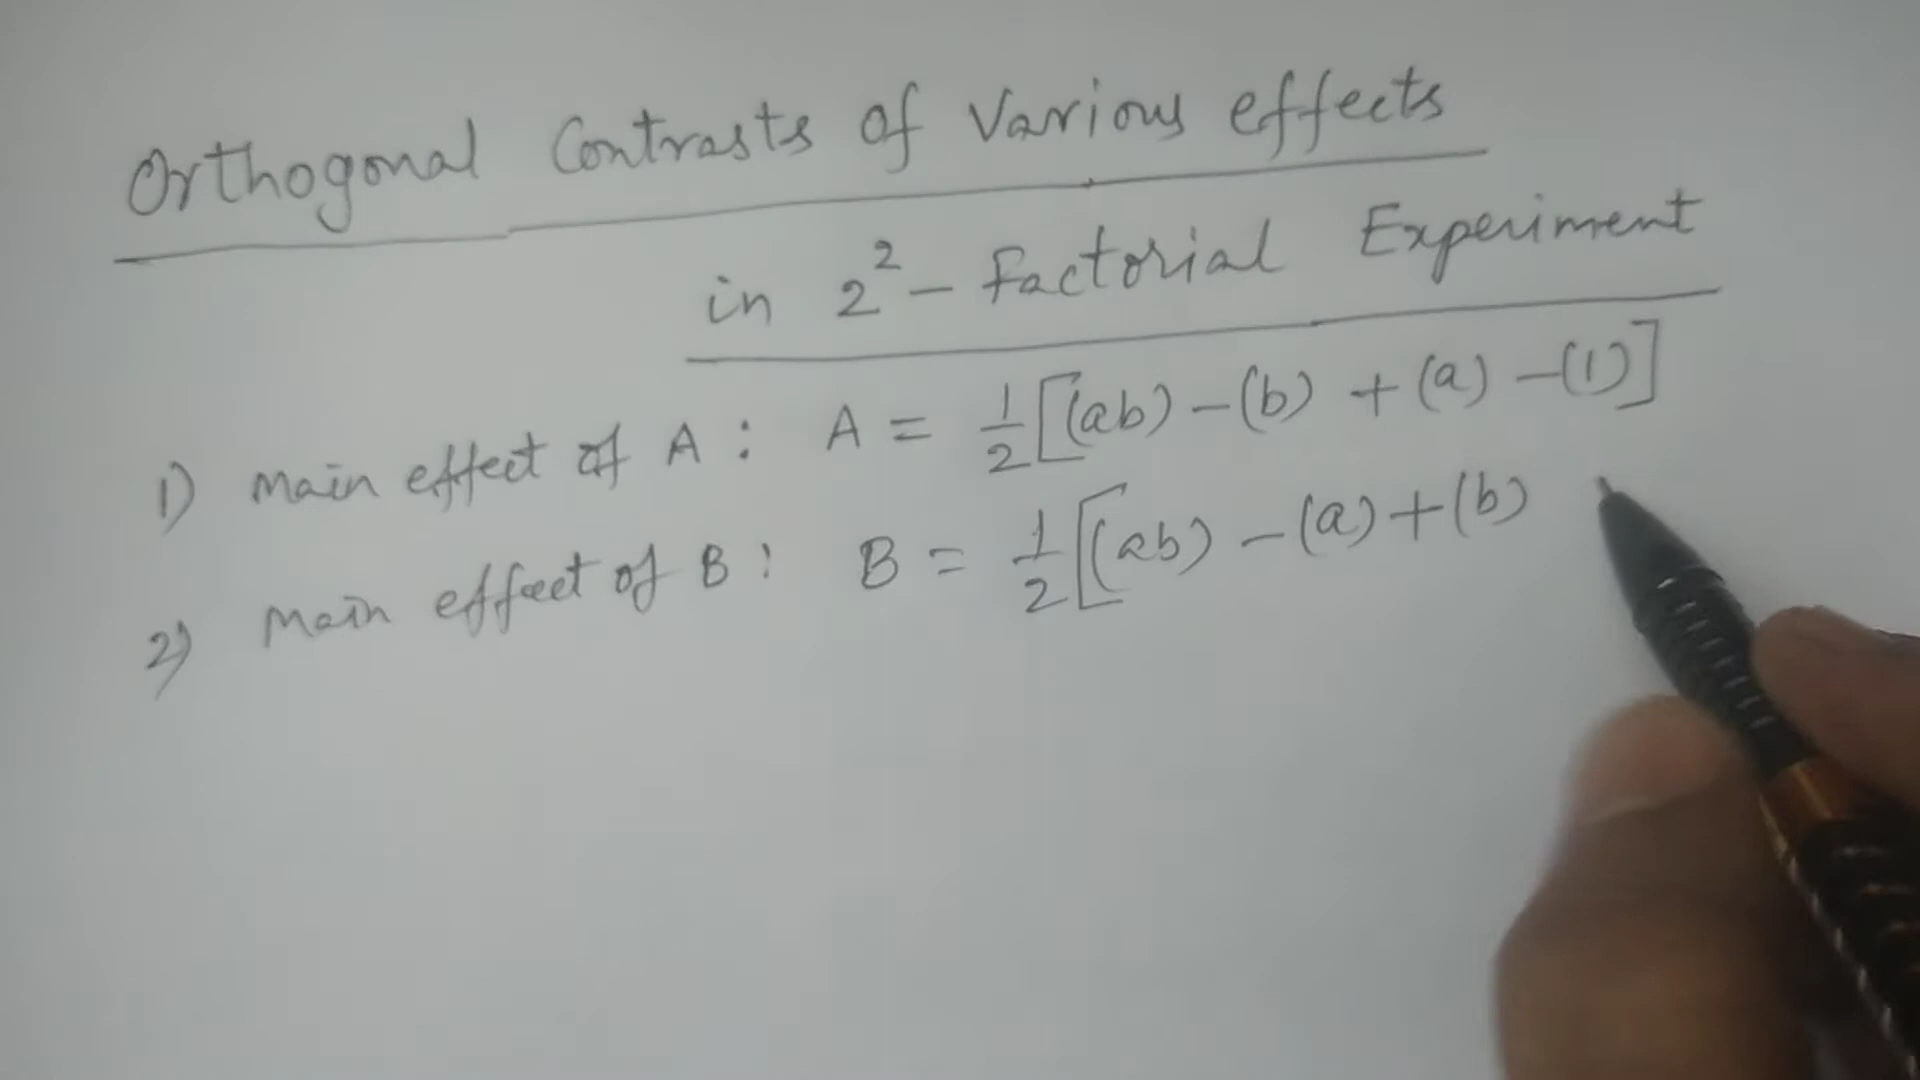 Orthogonal Contrasts of Various effects
in 2² - Factorial Experiment
1) Main effect of A : A = 1/2 [(ab) - (b) + (a) - (1)]
2) Main effect of B : B = 1/2 [(ab) - (a) + (b)